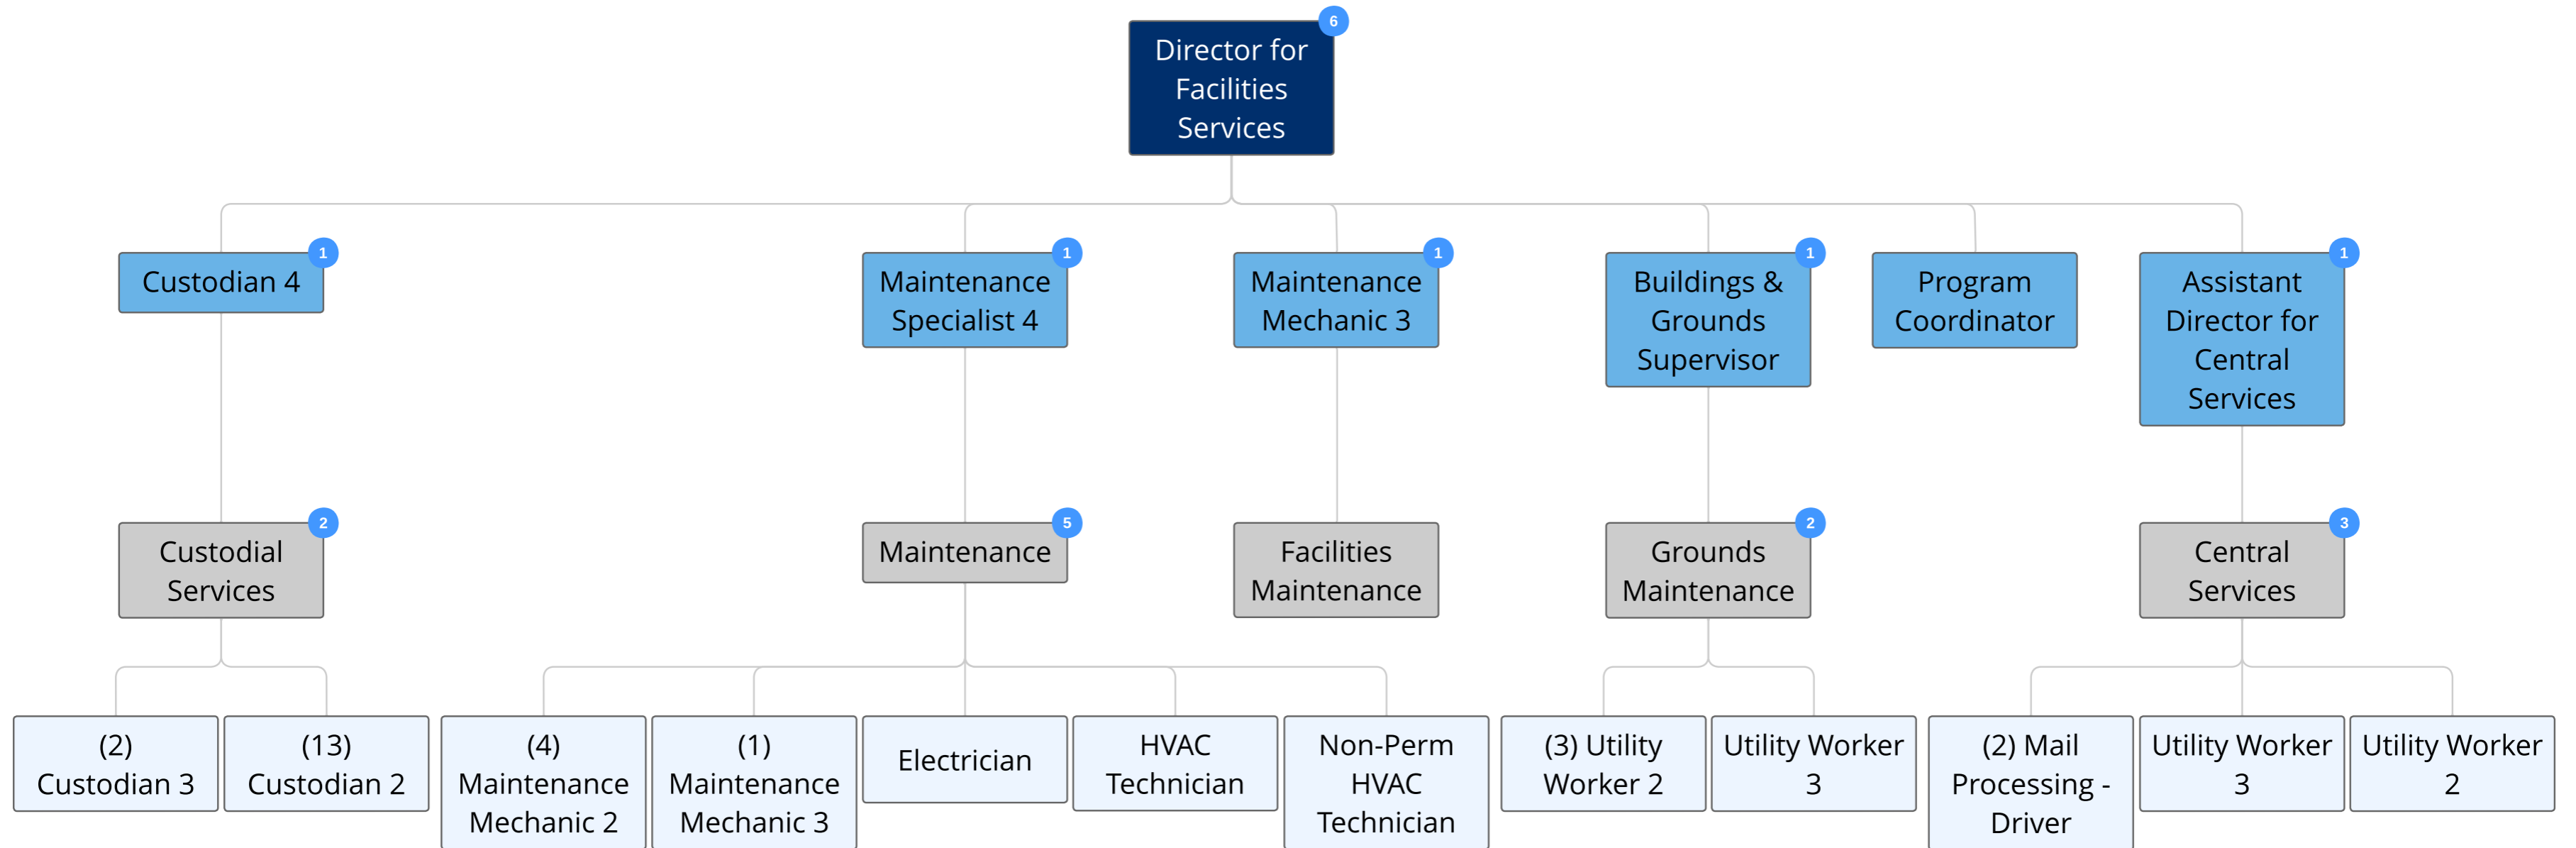 6
Director for
Facilities
Services
1
Custodian 4
1
Maintenance
Specialist 4
1
Maintenance
Mechanic 3
1
Buildings &
Grounds
Supervisor
Program
Coordinator
1
Assistant
Director for
Central
Services
2
Custodial
Services
5
Maintenance
Facilities
Maintenance
2
Grounds
Maintenance
3
Central
Services
(2)
Custodian 3
(13)
Custodian 2
(4)
Maintenance
Mechanic 2
(1)
Maintenance
Mechanic 3
Electrician
HVAC
Technician
Non-Perm
HVAC
Technician
(3) Utility
Worker 2
Utility Worker
3
(2) Mail
Processing -
Driver
Utility Worker
3
Utility Worker
2